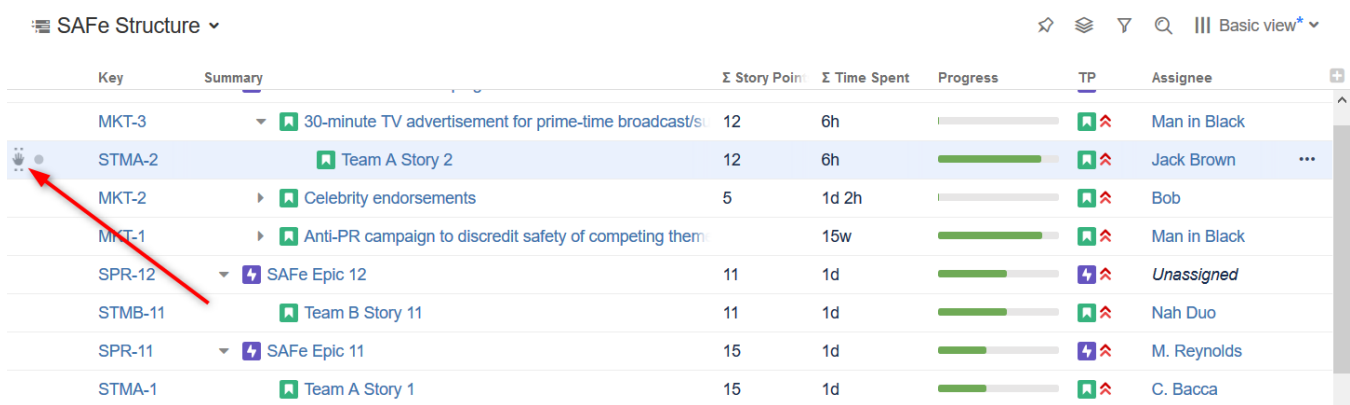 SAFe Structure
Basic view*
Key Summary Σ Story Poin Σ Time Spent Progress TP Assignee
MKT-3 30-minute TV advertisement for prime-time broadcast/su 12 6h Man in Black
STMA-2 Team A Story 2 12 6h Jack Brown
MKT-2 Celebrity endorsements 5 1d 2h Bob
MKT-1 Anti-PR campaign to discredit safety of competing them 15w Man in Black
SPR-12 SAFe Epic 12 11 1d Unassigned
STMB-11 Team B Story 11 11 1d Nah Duo
SPR-11 SAFe Epic 11 15 1d M. Reynolds
STMA-1 Team A Story 1 15 1d C. Bacca